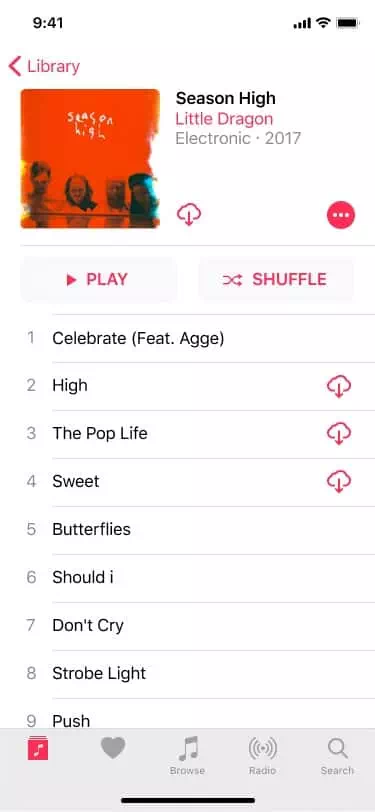 9:41
Library
season
high
Season High
Little Dragon
Electronic · 2017
PLAY
SHUFFLE
1 Celebrate (Feat. Agge)
2 High
3 The Pop Life
4 Sweet
5 Butterflies
6 Should i
7 Don't Cry
8 Strobe Light
9 Push
Browse
Radio
Search